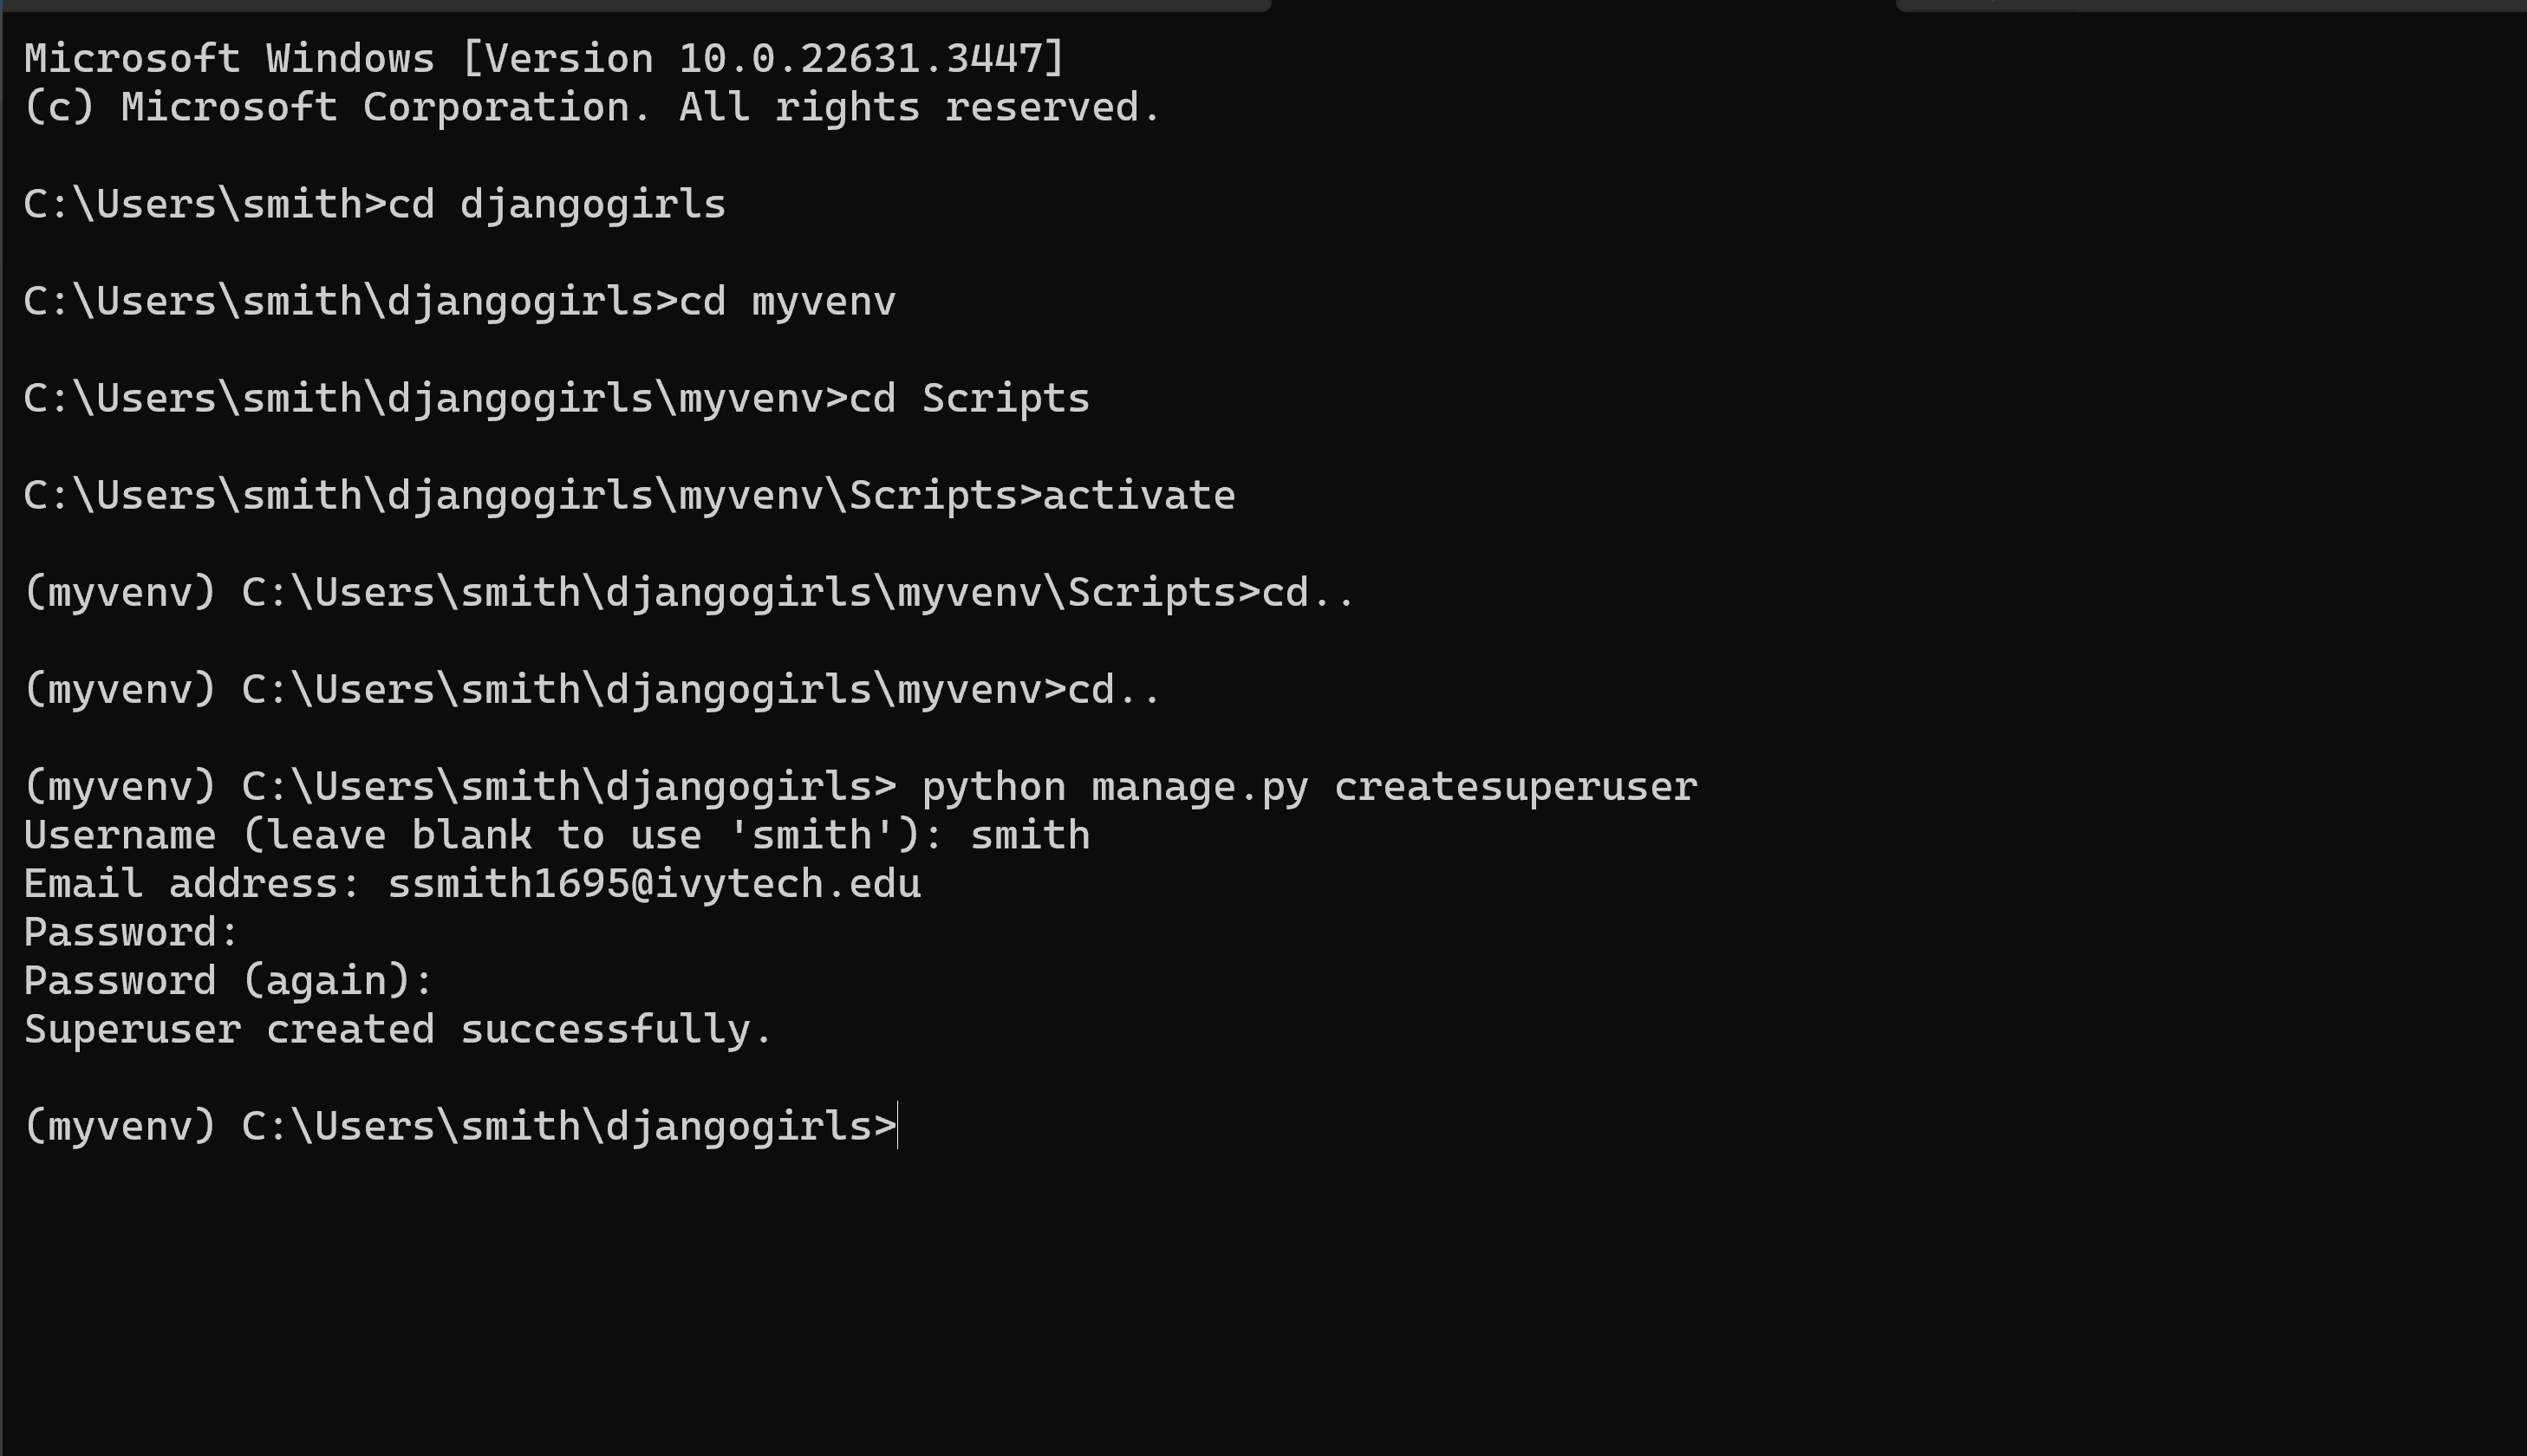 Microsoft Windows [Version 10.0.22631.3447]
(c) Microsoft Corporation. All rights reserved.
C:\Users\smith>cd djangogirls
C:\Users\smith\djangogirls>cd myvenv
C:\Users\smith\djangogirls\myvenv>cd Scripts
C:\Users\smith\djangogirls\myvenv\Scripts>activate
(myvenv) C:\Users\smith\djangogirls\myvenv\Scripts>cd..
(myvenv) C:\Users\smith\djangogirls\myvenv>cd..
(myvenv) C:\Users\smith\djangogirls> python manage.py createsuperuser
Username (leave blank to use 'smith'): smith
Email address: ssmith1695@ivytech.edu
Password:
Password (again):
Superuser created successfully.
(myvenv) C:\Users\smith\djangogirls>